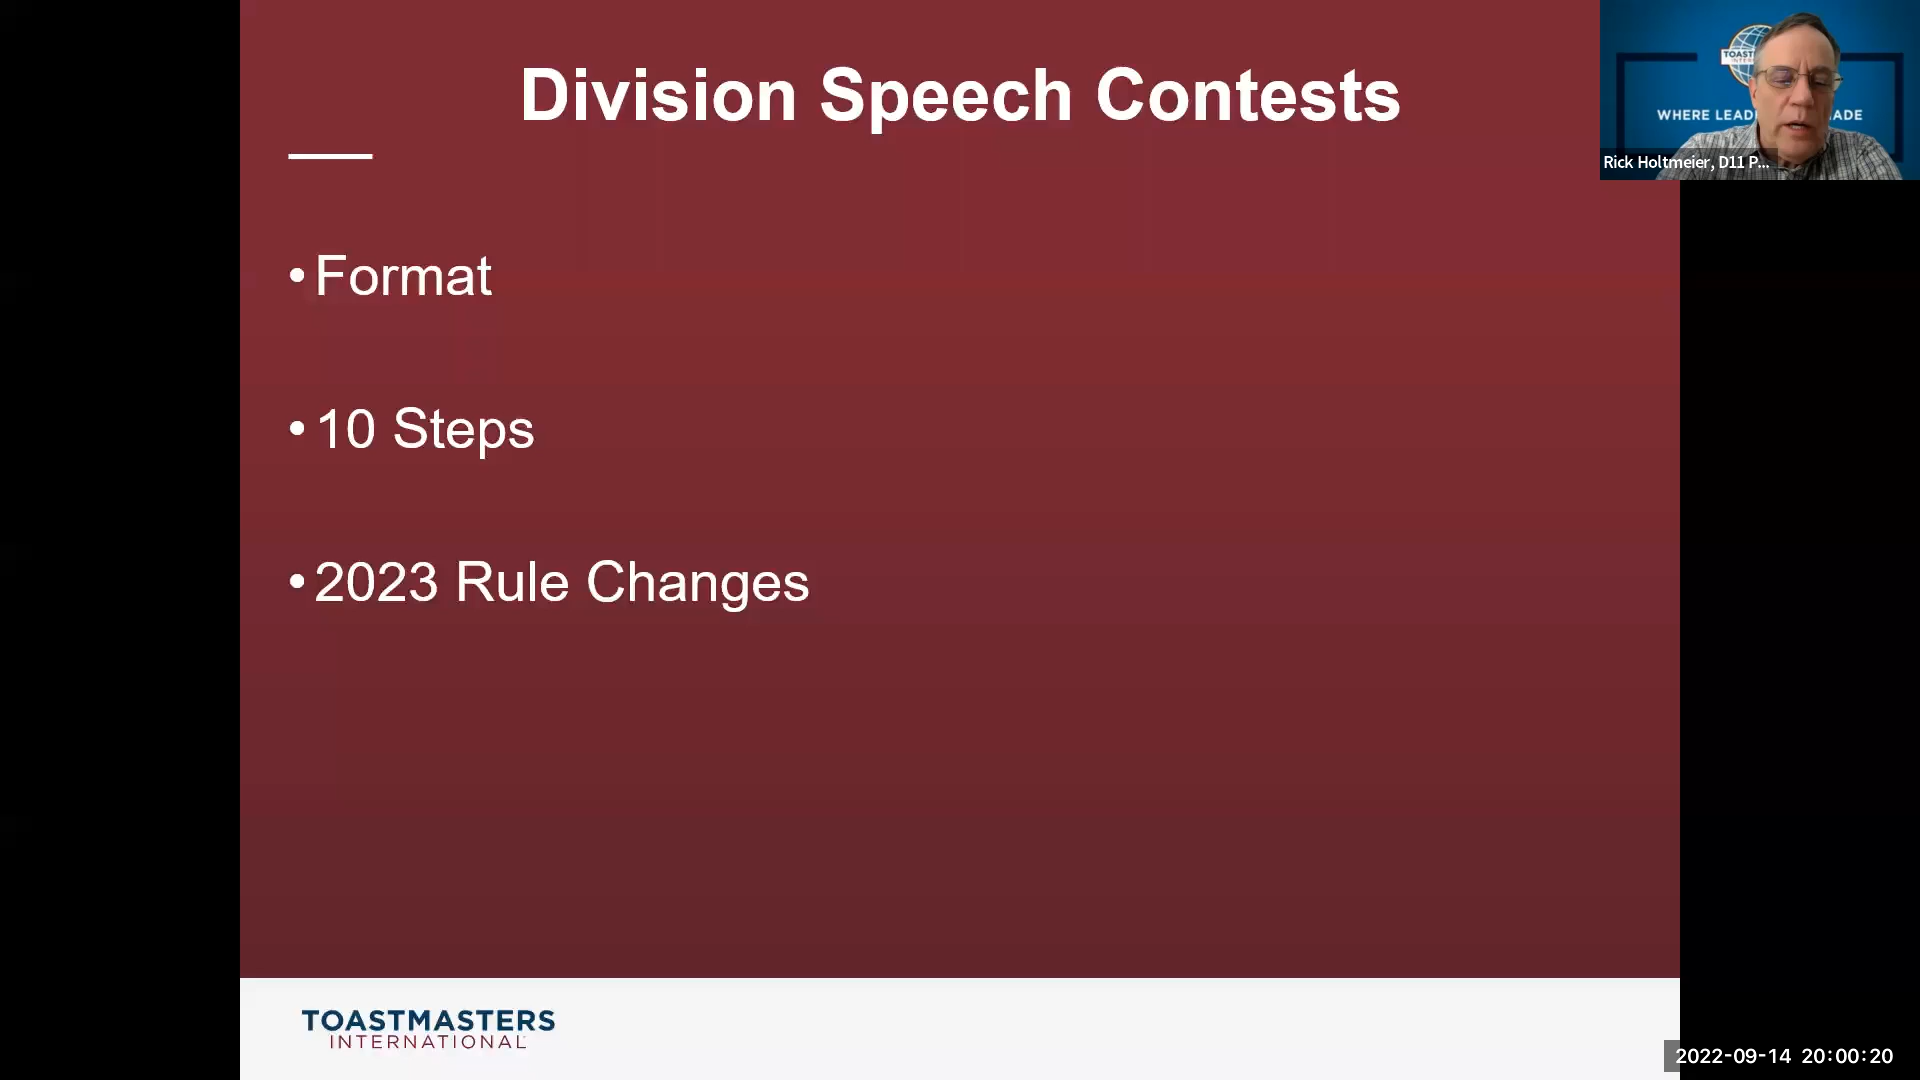 Division Speech Contests
• Format
• 10 Steps
• 2023 Rule Changes
TOASTMASTERS
INTERNATIONAL
WHERE LEAD ADE
Rick Holtmeier, D11 P...
2022-09-14 20:00:20